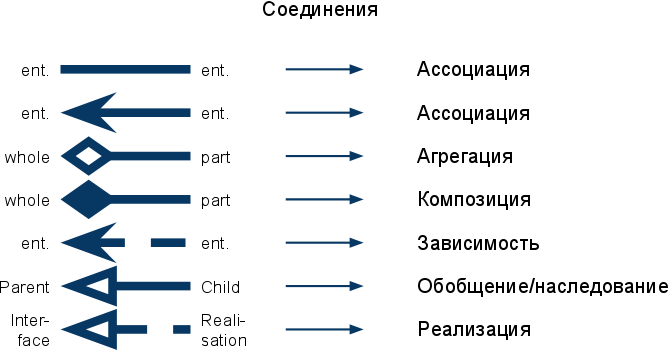 Соединения
ent. ent. Ассоциация
ent. ent. Ассоциация
whole part Агрегация
whole part Композиция
ent. ent. Зависимость
Parent Child Обобщение/наследование
Inter- Reali-
face sation Реализация